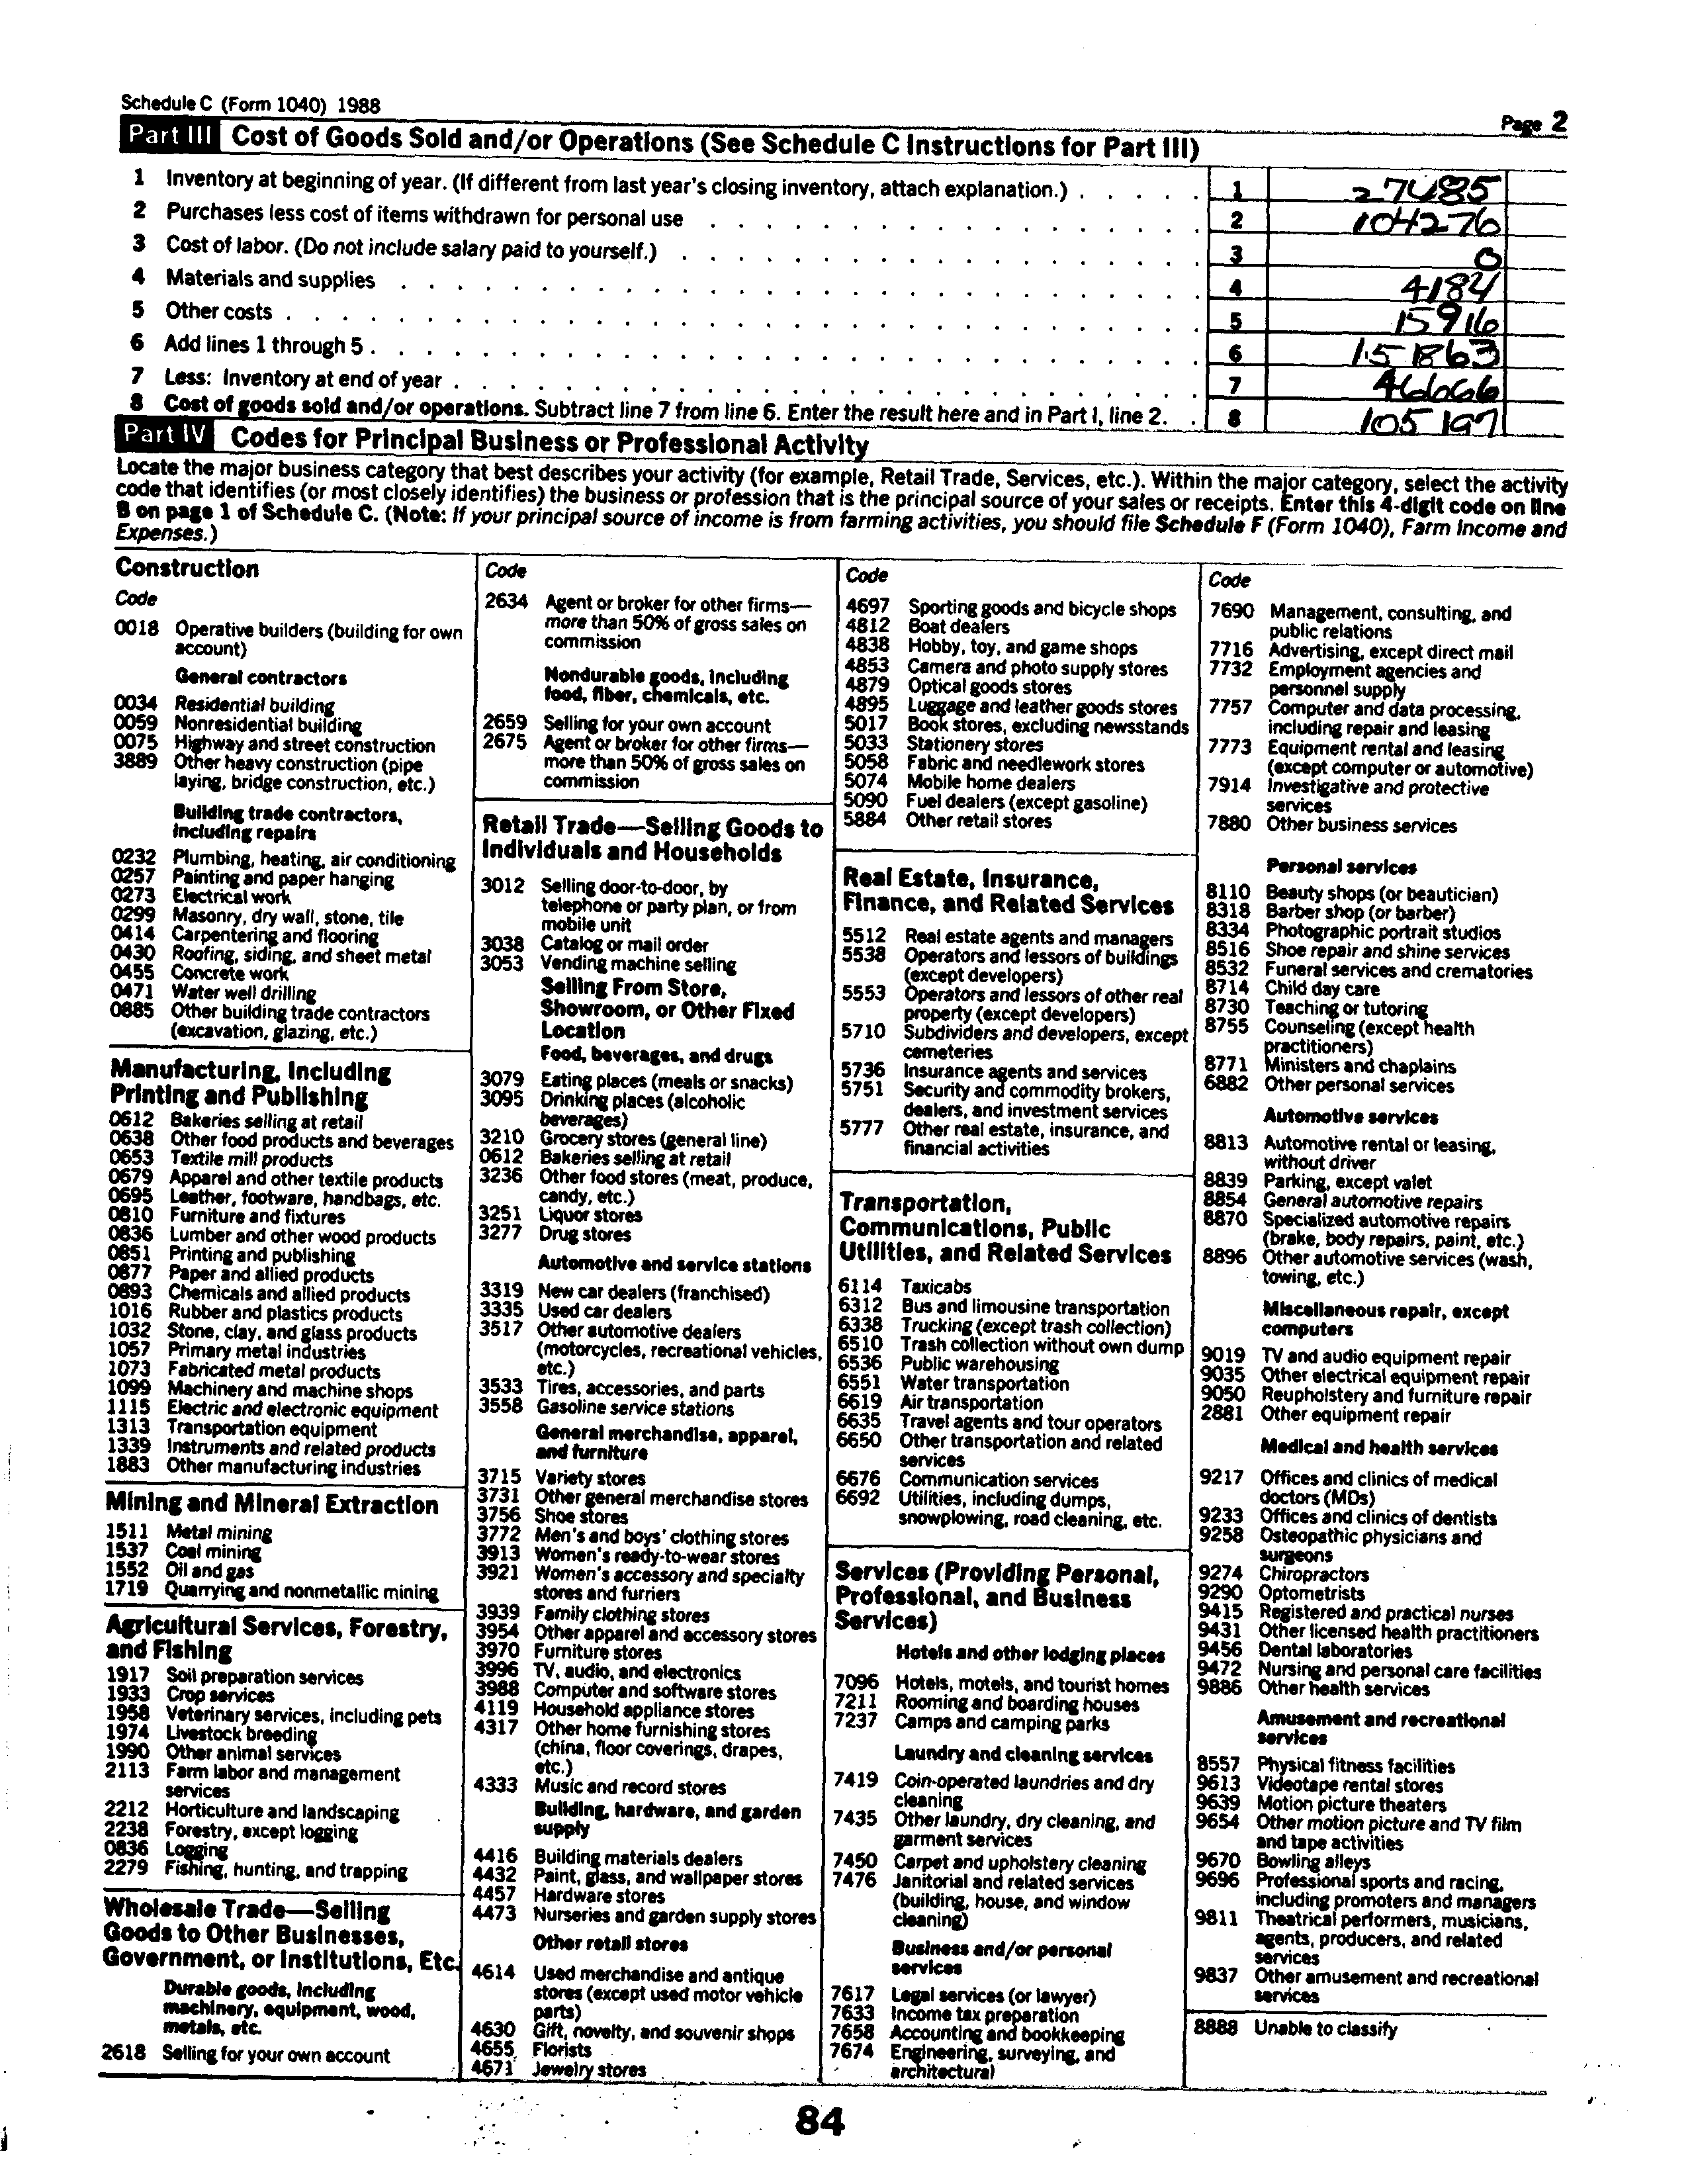 Schedule C (Form 1040) 1988
Page 2
Part III Cost of Goods Sold and/or Operations (See Schedule C Instructions for Part III)
1 Inventory at beginning of year. (If different from last year's closing inventory, attach explanation.) . . . . . 1 27485
2 Purchases less cost of items withdrawn for personal use 2 104276
3 Cost of labor. (Do not include salary paid to yourself.) 3 0
4 Materials and supplies 4 4184
5 Other costs 5 15916
6 Add lines 1 through 5 6 151863
7 Less: Inventory at end of year 7 46666
8 Cost of goods sold and/or operations. Subtract line 7 from line 6. Enter the result here and in Part I, line 2. . 8 105197
Part IV Codes for Principal Business or Professional Activity
Locate the major business category that best describes your activity (for example, Retail Trade, Services, etc.). Within the major category, select the activity
code that identifies (or most closely identifies) the business or profession that is the principal source of your sales or receipts. Enter this 4-digit code on line
B on page 1 of Schedule C. (Note: If your principal source of income is from farming activities, you should file Schedule F (Form 1040), Farm Income and
Expenses.)
Construction
Code
0018 Operative builders (building for own
account)
General contractors
0034 Residential building
0059 Nonresidential building
0075 Highway and street construction
3889 Other heavy construction (pipe
laying, bridge construction, etc.)
Building trade contractors,
including repairs
0232 Plumbing, heating, air conditioning
0257 Painting and paper hanging
0273 Electrical work
0299 Masonry, dry wall, stone, tile
0414 Carpentering and flooring
0430 Roofing, siding, and sheet metal
0455 Concrete work
0471 Water well drilling
0885 Other building trade contractors
(excavation, glazing, etc.)
Manufacturing, Including
Printing and Publishing
0612 Bakeries selling at retail
0638 Other food products and beverages
0653 Textile mill products
0679 Apparel and other textile products
0695 Leather, footware, handbags, etc.
0810 Furniture and fixtures
0836 Lumber and other wood products
0851 Printing and publishing
0877 Paper and allied products
0893 Chemicals and allied products
1016 Rubber and plastics products
1032 Stone, clay, and glass products
1057 Primary metal industries
1073 Fabricated metal products
1099 Machinery and machine shops
1115 Electric and electronic equipment
1313 Transportation equipment
1339 Instruments and related products
1883 Other manufacturing industries
Mining and Mineral Extraction
1511 Metal mining
1537 Coal mining
1552 Oil and gas
1719 Quarrying and nonmetallic mining
Agricultural Services, Forestry,
and Fishing
1917 Soil preparation services
1933 Crop services
1958 Veterinary services, including pets
1974 Livestock breeding
1990 Other animal services
2113 Farm labor and management
services
2212 Horticulture and landscaping
2238 Forestry, except logging
0836 Logging
2279 Fishing, hunting, and trapping
Wholesale Trade—Selling
Goods to Other Businesses,
Government, or Institutions, Etc.
Durable goods, including
machinery, equipment, wood,
metals, etc.
2618 Selling for your own account
Code
2634 Agent or broker for other firms—
more than 50% of gross sales on
commission
Nondurable goods, including
food, fiber, chemicals, etc.
2659 Selling for your own account
2675 Agent or broker for other firms—
more than 50% of gross sales on
commission
Retail Trade—Selling Goods to
Individuals and Households
3012 Selling door-to-door, by
telephone or party plan, or from
mobile unit
3038 Catalog or mail order
3053 Vending machine selling
Selling From Store,
Showroom, or Other Fixed
Location
Food, beverages, and drugs
3079 Eating places (meals or snacks)
3095 Drinking places (alcoholic
beverages)
3210 Grocery stores (general line)
0612 Bakeries selling at retail
3236 Other food stores (meat, produce,
candy, etc.)
3251 Liquor stores
3277 Drug stores
Automotive and service stations
3319 New car dealers (franchised)
3335 Used car dealers
3517 Other automotive dealers
(motorcycles, recreational vehicles,
etc.)
3533 Tires, accessories, and parts
3558 Gasoline service stations
General merchandise, apparel,
and furniture
3715 Variety stores
3731 Other general merchandise stores
3756 Shoe stores
3772 Men's and boys' clothing stores
3913 Women's ready-to-wear stores
3921 Women's accessory and specialty
stores and furriers
3939 Family clothing stores
3954 Other apparel and accessory stores
3970 Furniture stores
3996 TV, audio, and electronics
3988 Computer and software stores
4119 Household appliance stores
4317 Other home furnishing stores
(china, floor coverings, drapes,
etc.)
4333 Music and record stores
Building, hardware, and garden
supply
4416 Building materials dealers
4432 Paint, glass, and wallpaper stores
4457 Hardware stores
4473 Nurseries and garden supply stores
Other retail stores
4614 Used merchandise and antique
stores (except used motor vehicle
parts)
4630 Gift, novelty, and souvenir shops
4655 Florists
4671 Jewelry stores
Code
4697 Sporting goods and bicycle shops
4812 Boat dealers
4838 Hobby, toy, and game shops
4853 Camera and photo supply stores
4879 Optical goods stores
4895 Luggage and leather goods stores
5017 Book stores, excluding newsstands
5033 Stationery stores
5058 Fabric and needlework stores
5074 Mobile home dealers
5090 Fuel dealers (except gasoline)
5884 Other retail stores
Real Estate, Insurance,
Finance, and Related Services
5512 Real estate agents and managers
5538 Operators and lessors of buildings
(except developers)
5553 Operators and lessors of other real
property (except developers)
5710 Subdividers and developers, except
cemeteries
5736 Insurance agents and services
5751 Security and commodity brokers,
dealers, and investment services
5777 Other real estate, insurance, and
financial activities
Transportation,
Communications, Public
Utilities, and Related Services
6114 Taxicabs
6312 Bus and limousine transportation
6338 Trucking (except trash collection)
6510 Trash collection without own dump
6536 Public warehousing
6551 Water transportation
6619 Air transportation
6635 Travel agents and tour operators
6650 Other transportation and related
services
6676 Communication services
6692 Utilities, including dumps,
snowplowing, road cleaning, etc.
Services (Providing Personal,
Professional, and Business
Services)
Hotels and other lodging places
7096 Hotels, motels, and tourist homes
7211 Rooming and boarding houses
7237 Camps and camping parks
Laundry and cleaning services
7419 Coin-operated laundries and dry
cleaning
7435 Other laundry, dry cleaning, and
garment services
7450 Carpet and upholstery cleaning
7476 Janitorial and related services
(building, house, and window
cleaning)
Business and/or personal
services
7617 Legal services (or lawyer)
7633 Income tax preparation
7658 Accounting and bookkeeping
7674 Engineering, surveying, and
architectural
Code
7690 Management, consulting, and
public relations
7716 Advertising, except direct mail
7732 Employment agencies and
personnel supply
7757 Computer and data processing,
including repair and leasing
7773 Equipment rental and leasing
(except computer or automotive)
7914 Investigative and protective
services
7880 Other business services
Personal services
8110 Beauty shops (or beautician)
8318 Barber shop (or barber)
8334 Photographic portrait studios
8516 Shoe repair and shine services
8532 Funeral services and crematories
8714 Child day care
8730 Teaching or tutoring
8755 Counseling (except health
practitioners)
8771 Ministers and chaplains
6882 Other personal services
Automotive services
8813 Automotive rental or leasing,
without driver
8839 Parking, except valet
8854 General automotive repairs
8870 Specialized automotive repairs
(brake, body repairs, paint, etc.)
8896 Other automotive services (wash,
towing, etc.)
Miscellaneous repair, except
computers
9019 TV and audio equipment repair
9035 Other electrical equipment repair
9050 Reupholstery and furniture repair
2881 Other equipment repair
Medical and health services
9217 Offices and clinics of medical
doctors (MDs)
9233 Offices and clinics of dentists
9258 Osteopathic physicians and
surgeons
9274 Chiropractors
9290 Optometrists
9415 Registered and practical nurses
9431 Other licensed health practitioners
9456 Dental laboratories
9472 Nursing and personal care facilities
9886 Other health services
Amusement and recreational
services
8557 Physical fitness facilities
9613 Videotape rental stores
9639 Motion picture theaters
9654 Other motion picture and TV film
and tape activities
9670 Bowling alleys
9696 Professional sports and racing,
including promoters and managers
9811 Theatrical performers, musicians,
agents, producers, and related
services
9837 Other amusement and recreational
services
8888 Unable to classify
84